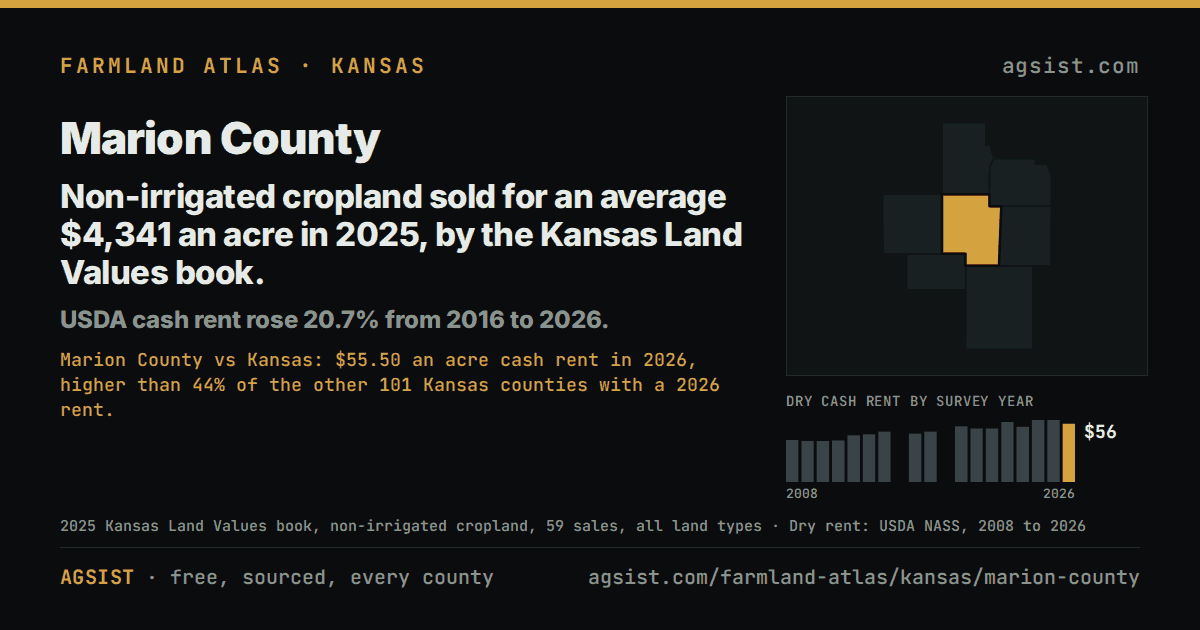 FARMLAND ATLAS · KANSAS
agsist.com
Marion County
Non-irrigated cropland sold for an average
$4,341 an acre in 2025, by the Kansas Land
Values book.
USDA cash rent rose 20.7% from 2016 to 2026.
Marion County vs Kansas: $55.50 an acre cash rent in 2026,
higher than 44% of the other 101 Kansas counties with a 2026
rent.
DRY CASH RENT BY SURVEY YEAR
$56
2008
2026
2025 Kansas Land Values book, non-irrigated cropland, 59 sales, all land types · Dry rent: USDA NASS, 2008 to 2026
AGSIST · free, sourced, every county
agsist.com/farmland-atlas/kansas/marion-county